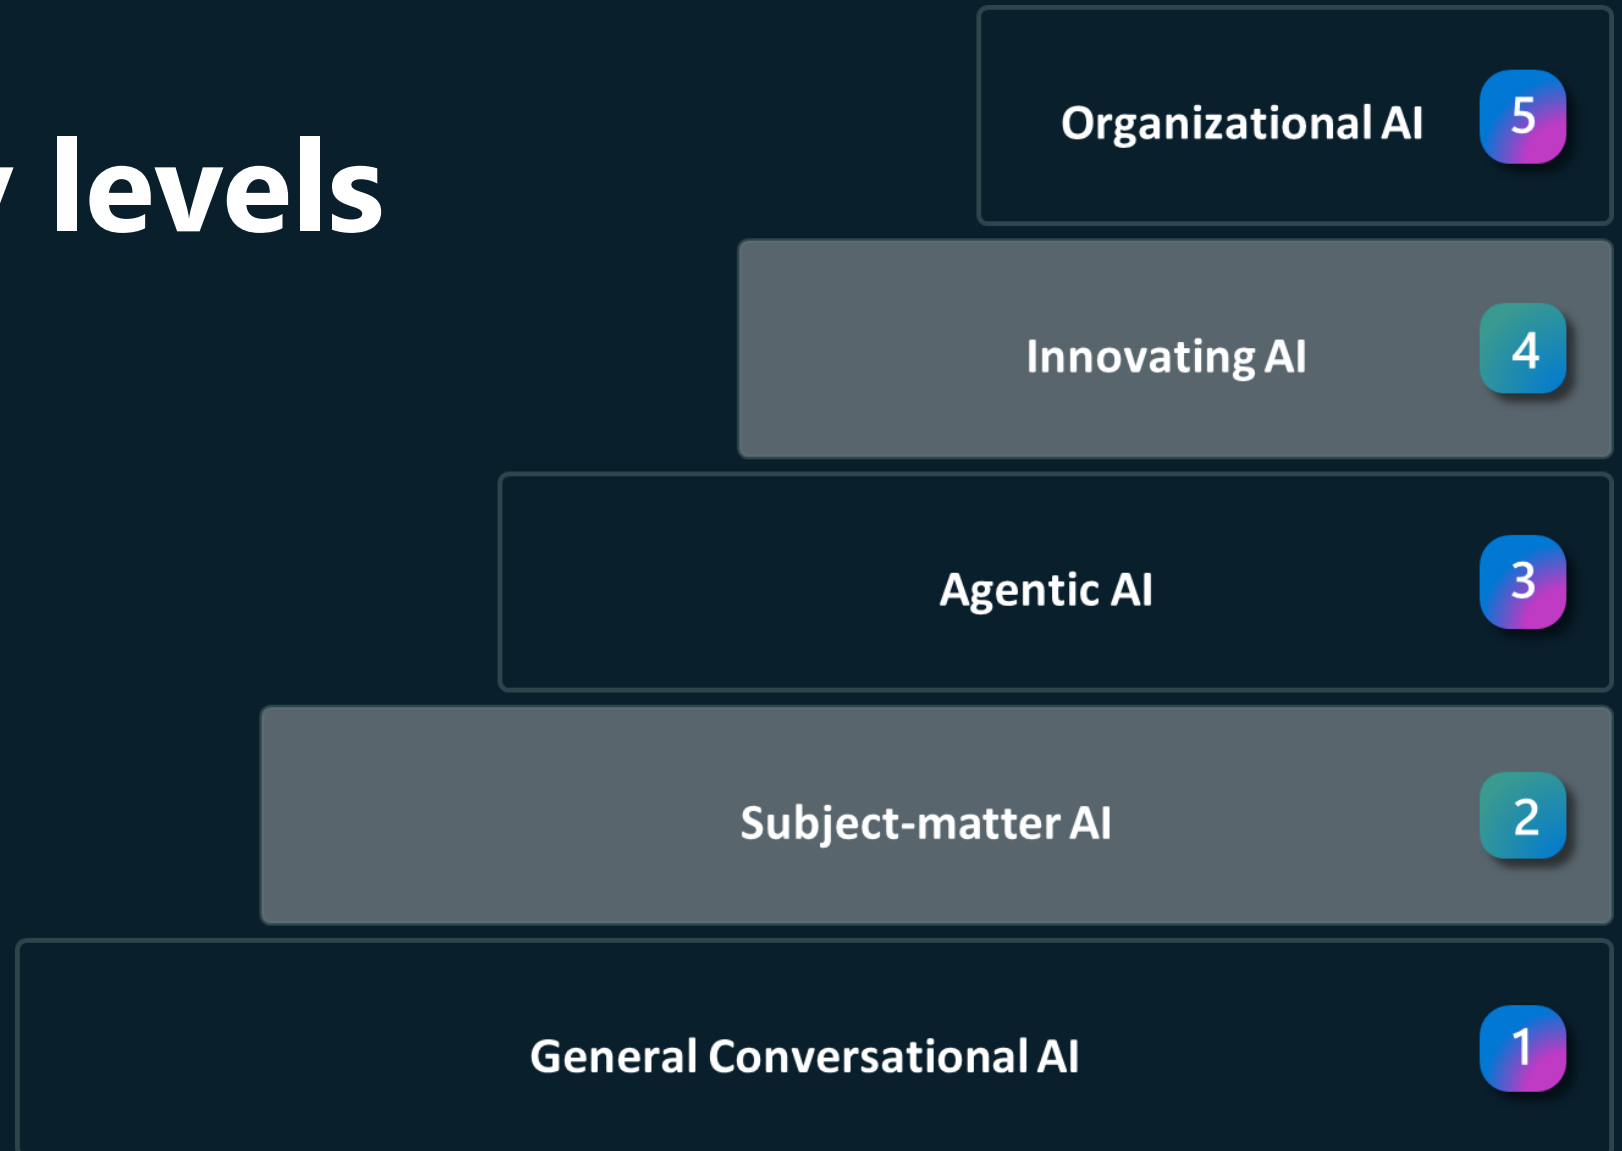 levels
Organizational AI 5
Innovating AI 4
Agentic AI 3
Subject-matter AI 2
General Conversational AI 1